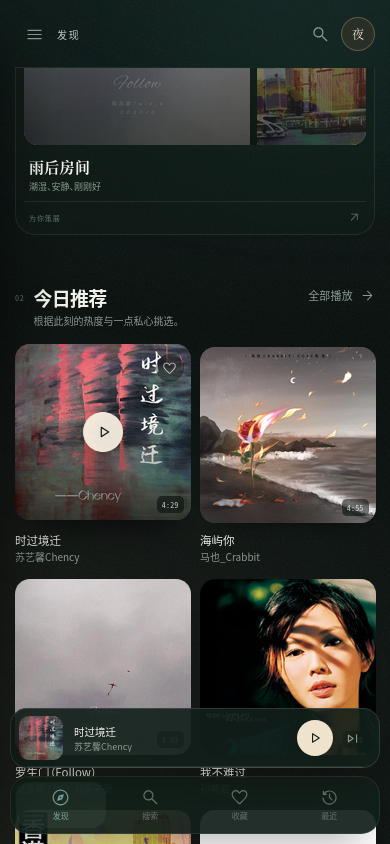 发现
夜
Follow
雨后房间
潮湿、安静、刚刚好
为你策展
02 今日推荐
全部播放
根据此刻的热度与一点私心挑选。
时过境迁
——Chency
4:29
4:55
时过境迁
苏艺馨Chency
海屿你
马也_Crabbit
时过境迁
苏艺馨Chency
罗生门(Follow)
我不难过
发现
搜索
收藏
最近